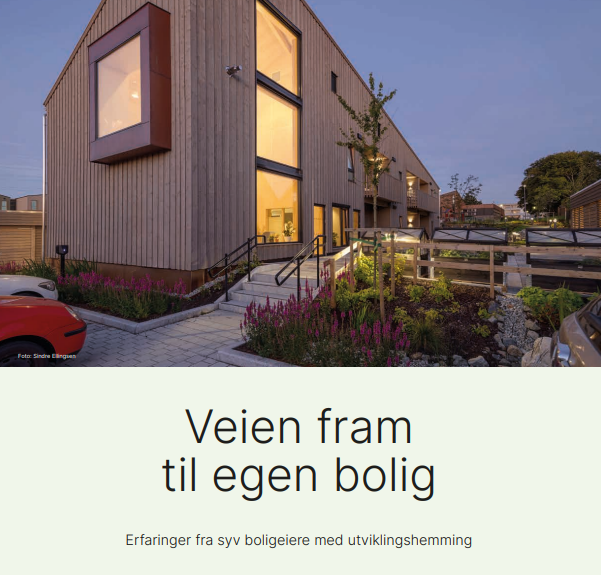 Foto: Sindre Ellingsen
Veien fram
til egen bolig
Erfaringer fra syv boligeiere med utviklingshemming